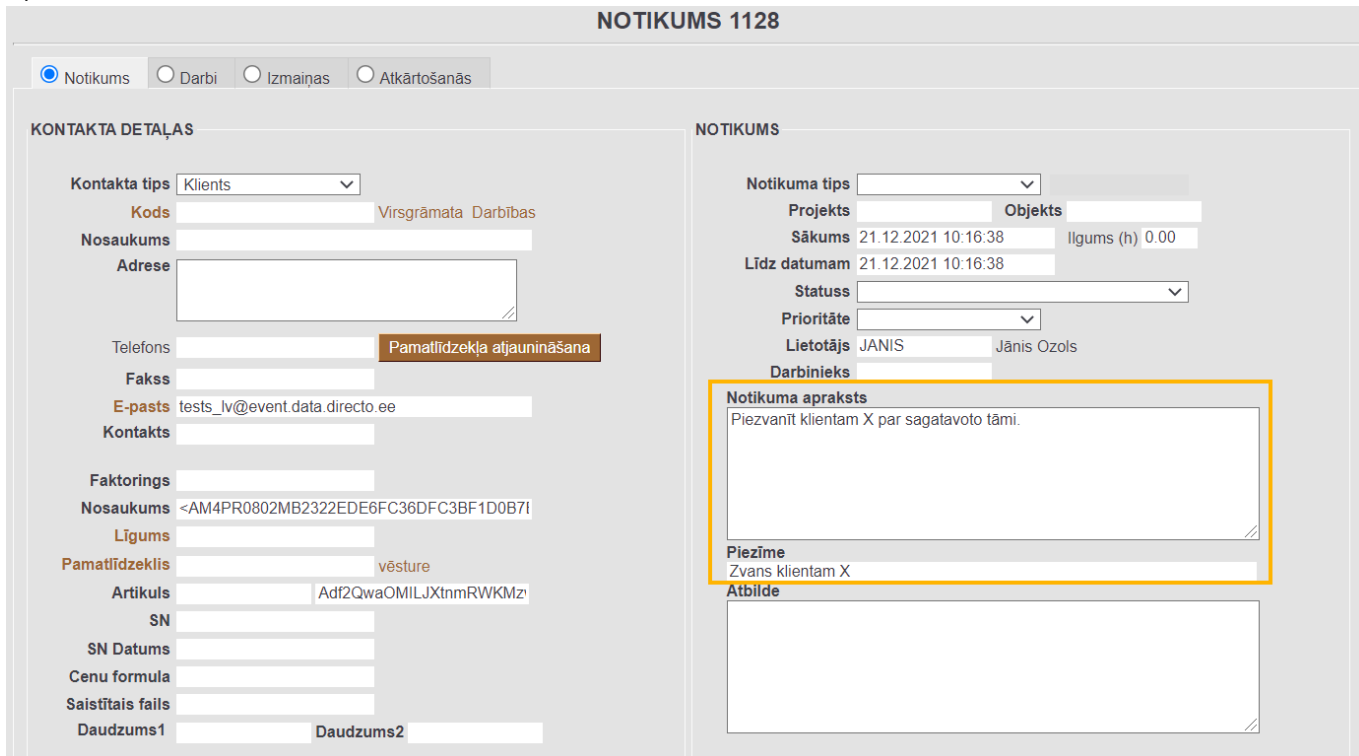 NOTIKUMS 1128
Notikums Darbi Izmaiņas Atkārtošanās
KONTAKTA DETAĻAS
Kontakta tips Klients
Kods Virsgrāmata Darbības
Nosaukums
Adrese
Telefons Pamatlīdzekļa atjaunināšana
Fakss
E-pasts tests_lv@event.data.directo.ee
Kontakts
Faktorings
Nosaukums <AM4PR0802MB2322EDE6FC36DFC3BF1D0B7
Līgums
Pamatlīdzeklis vēsture
Artikuls Adf2QwaOMILJXtnmRWKMz
SN
SN Datums
Cenu formula
Saistītais fails
Daudzums1 Daudzums2
NOTIKUMS
Notikuma tips
Projekts Objekts
Sākums 21.12.2021 10:16:38 Ilgums (h) 0.00
Līdz datumam 21.12.2021 10:16:38
Statuss
Prioritāte
Lietotājs JANIS Jānis Ozols
Darbinieks
Notikuma apraksts
Piezvanīt klientam X par sagatavoto tāmi.
Piezīme
Zvans klientam X
Atbilde